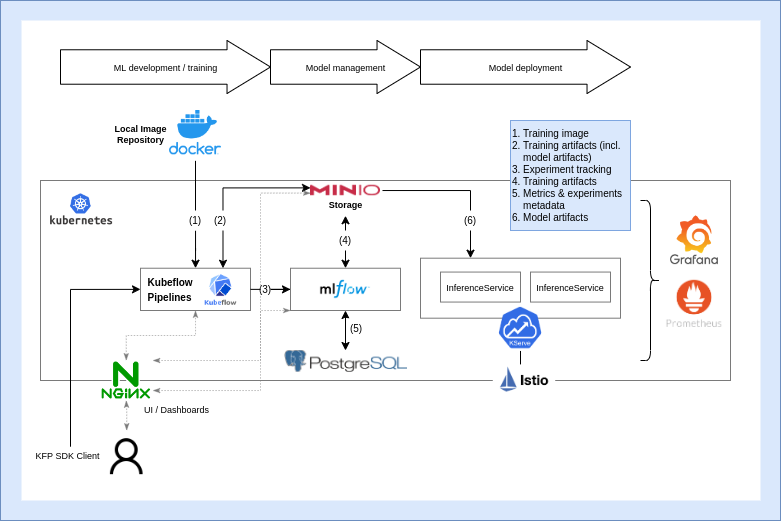 ML development / training
Model management
Model deployment
Local Image
Repository
docker
1. Training image
2. Training artifacts (incl.
model artifacts)
3. Experiment tracking
4. Training artifacts
5. Metrics & experiments
metadata
6. Model artifacts
kubernetes
MINIO
Storage
(1)
(2)
(6)
(4)
Grafana
Kubeflow
Pipelines
Kubeflow
(3)
mlflow
InferenceService
InferenceService
Prometheus
(5)
KServe
PostgreSQL
NGINX
Istio
UI / Dashboards
KFP SDK Client